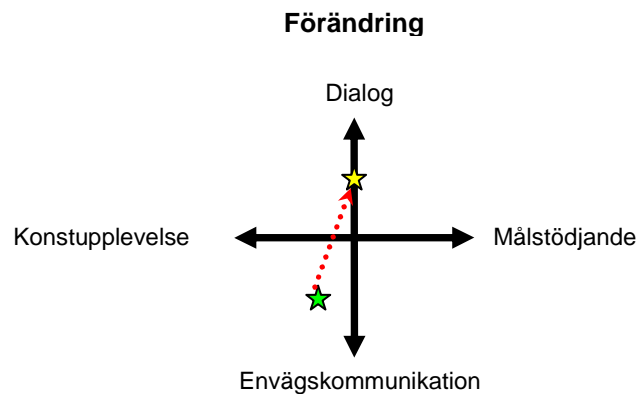 Förändring
Dialog
Konstupplevelse
Målstödjande
Envägskommunikation